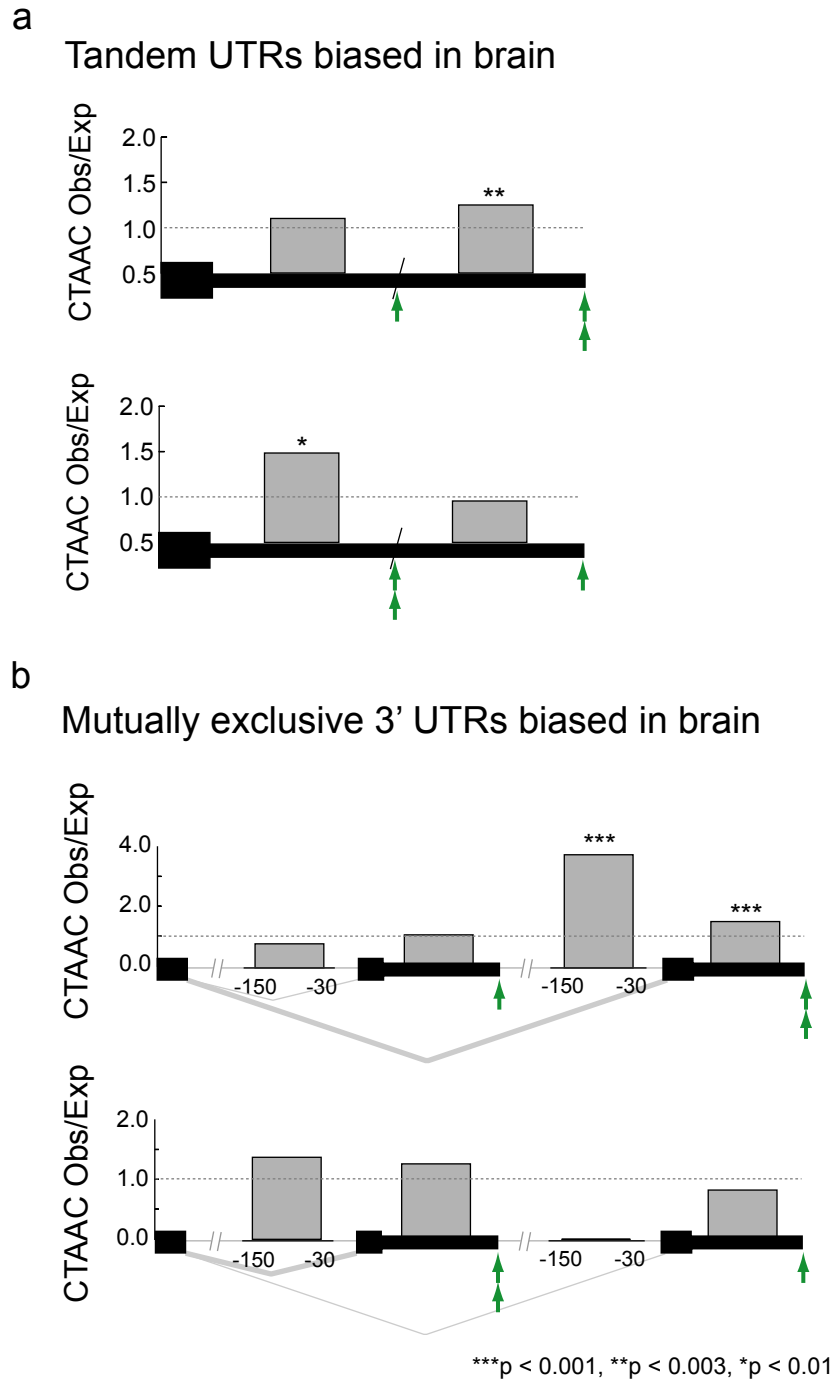 a
Tandem UTRs biased in brain
CTAAC Obs/Exp
2.0
1.5
1.0
0.5
**
CTAAC Obs/Exp
2.0
1.5
1.0
0.5
*
b
Mutually exclusive 3’ UTRs biased in brain
CTAAC Obs/Exp
4.0
2.0
0.0
***
***
-150 -30 -150 -30
CTAAC Obs/Exp
2.0
1.0
0.0
-150 -30 -150 -30
***p < 0.001, **p < 0.003, *p < 0.01